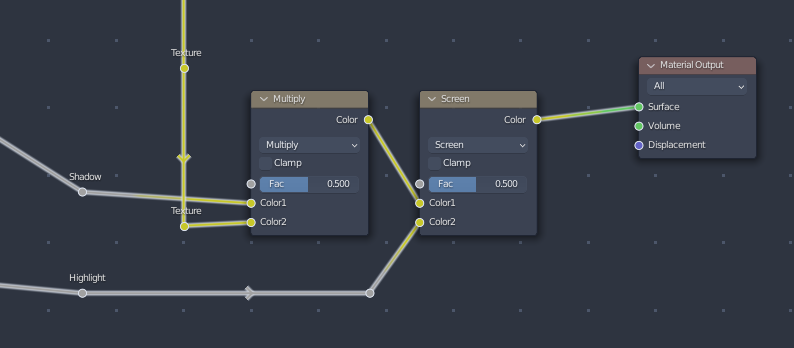 Texture
Shadow
Texture
Highlight
Multiply
Color
Multiply
Clamp
Fac 0.500
Color1
Color2
Screen
Color
Screen
Clamp
Fac 0.500
Color1
Color2
Material Output
All
Surface
Volume
Displacement